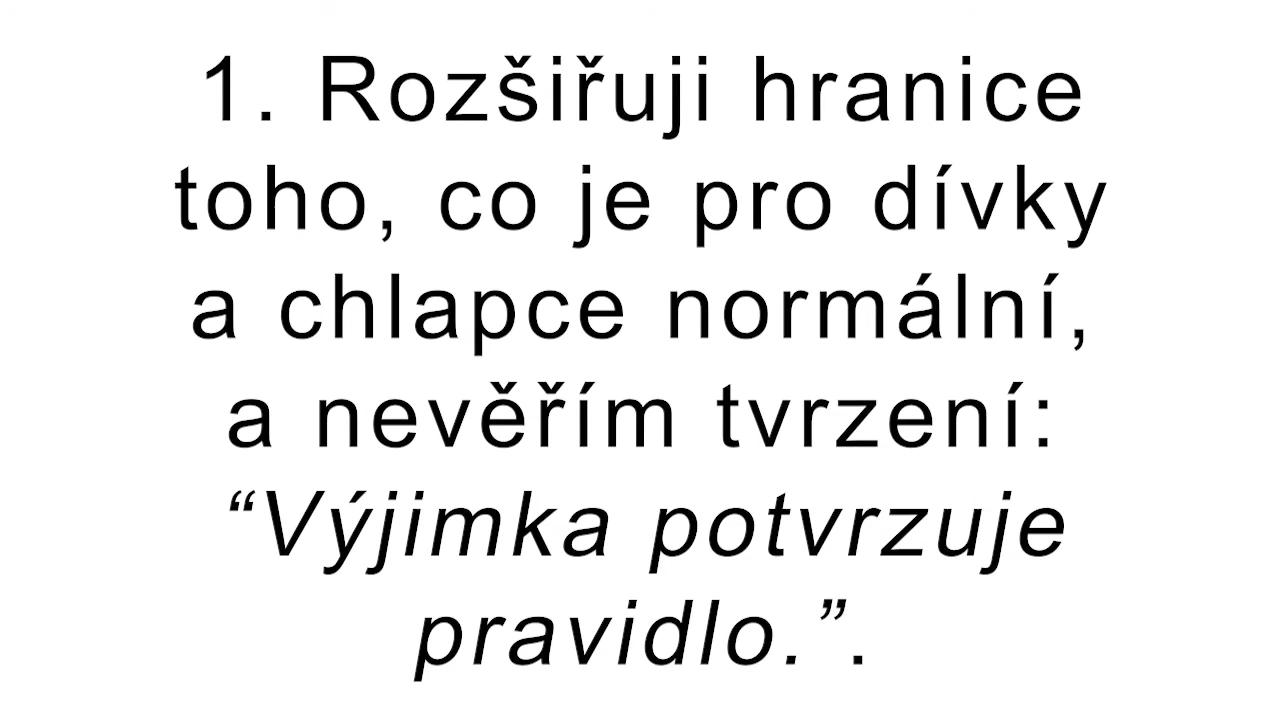 1. Rozšiřuji hranice
toho, co je pro dívky
a chlapce normální,
a nevěřím tvrzení:
“Výjimka potvrzuje
pravidlo.”.